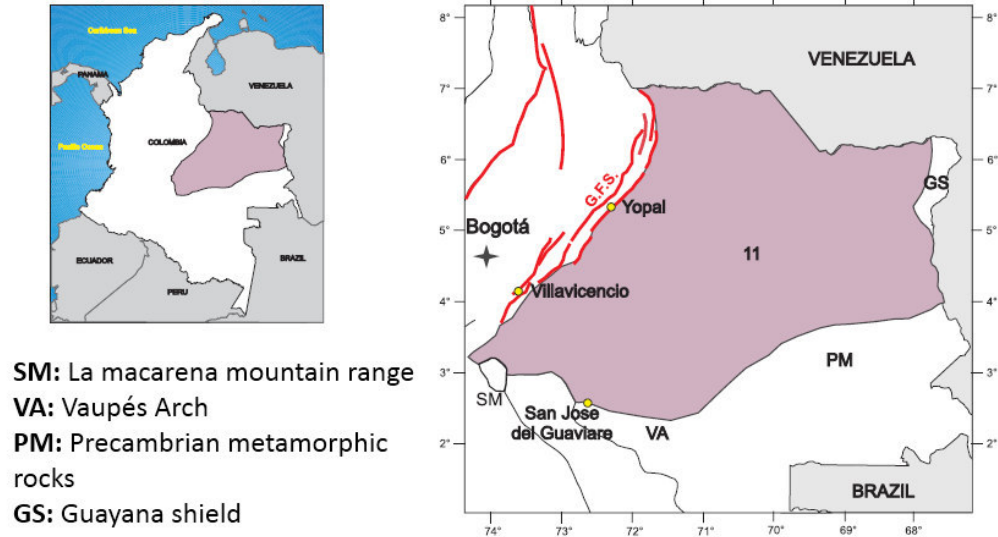 Caribbean Sea
PANAMA
VENEZUELA
Pacific Ocean
COLOMBIA
ECUADOR
PERU
BRAZIL
SM: La macarena mountain range
VA: Vaupés Arch
PM: Precambrian metamorphic
rocks
GS: Guayana shield
8°
7°
6°
5°
4°
3°
2°
VENEZUELA
G.F.S.
GS
Yopal
Bogotá
11
Villavicencio
PM
SM
San Jose
del Guaviare
VA
BRAZIL
8°
7°
6°
5°
4°
3°
2°
74°
73°
72°
71°
70°
69°
68°